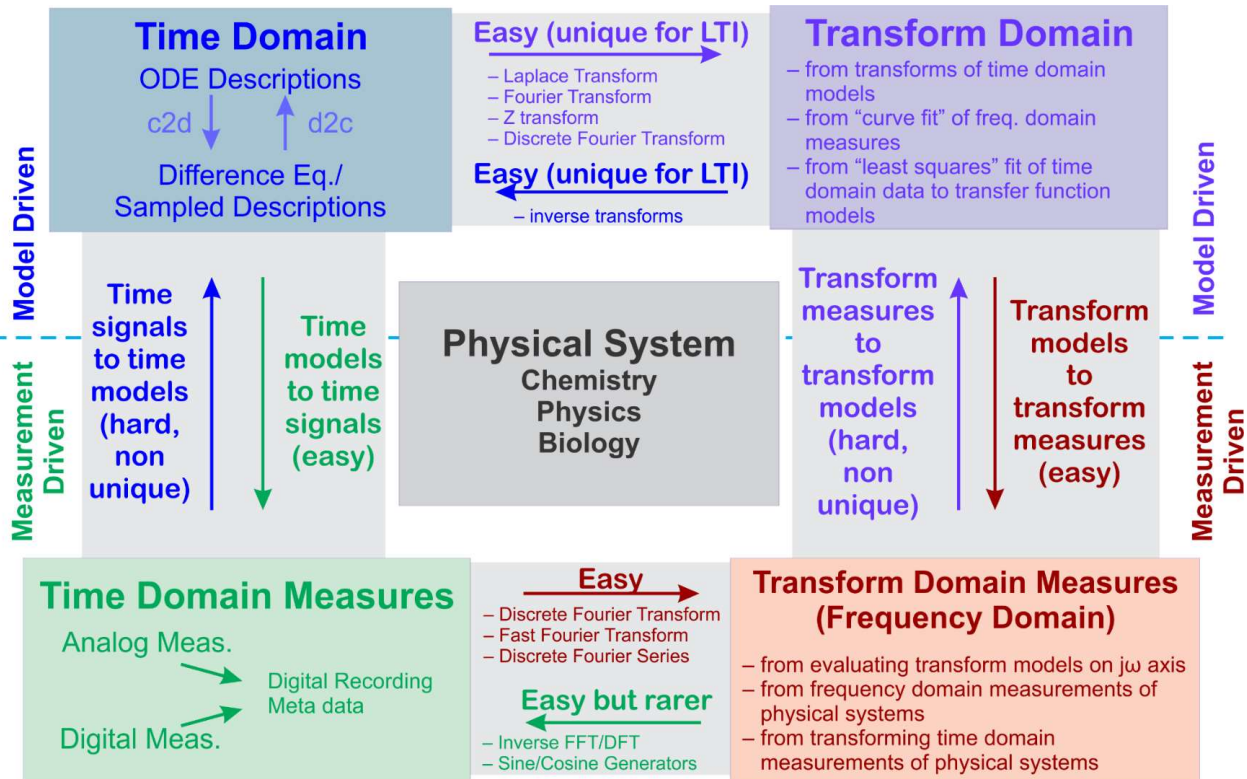 Time Domain
ODE Descriptions
c2d
d2c
Difference Eq./
Sampled Descriptions
Easy (unique for LTI)
– Laplace Transform
– Fourier Transform
– Z transform
– Discrete Fourier Transform
Easy (unique for LTI)
– inverse transforms
Transform Domain
– from transforms of time domain
models
– from “curve fit” of freq. domain
measures
– from “least squares” fit of time
domain data to transfer function
models
Model Driven
Measurement
Driven
Time
signals
to time
models
(hard,
non
unique)
Time
models
to time
signals
(easy)
Physical System
Chemistry
Physics
Biology
Transform
measures
to
transform
models
(hard,
non
unique)
Transform
models
to
transform
measures
(easy)
Model Driven
Measurement
Driven
Time Domain Measures
Analog Meas.
Digital Recording
Meta data
Digital Meas.
Easy
– Discrete Fourier Transform
– Fast Fourier Transform
– Discrete Fourier Series
Easy but rarer
– Inverse FFT/DFT
– Sine/Cosine Generators
Transform Domain Measures
(Frequency Domain)
– from evaluating transform models on jω axis
– from frequency domain measurements of
physical systems
– from transforming time domain
measurements of physical systems